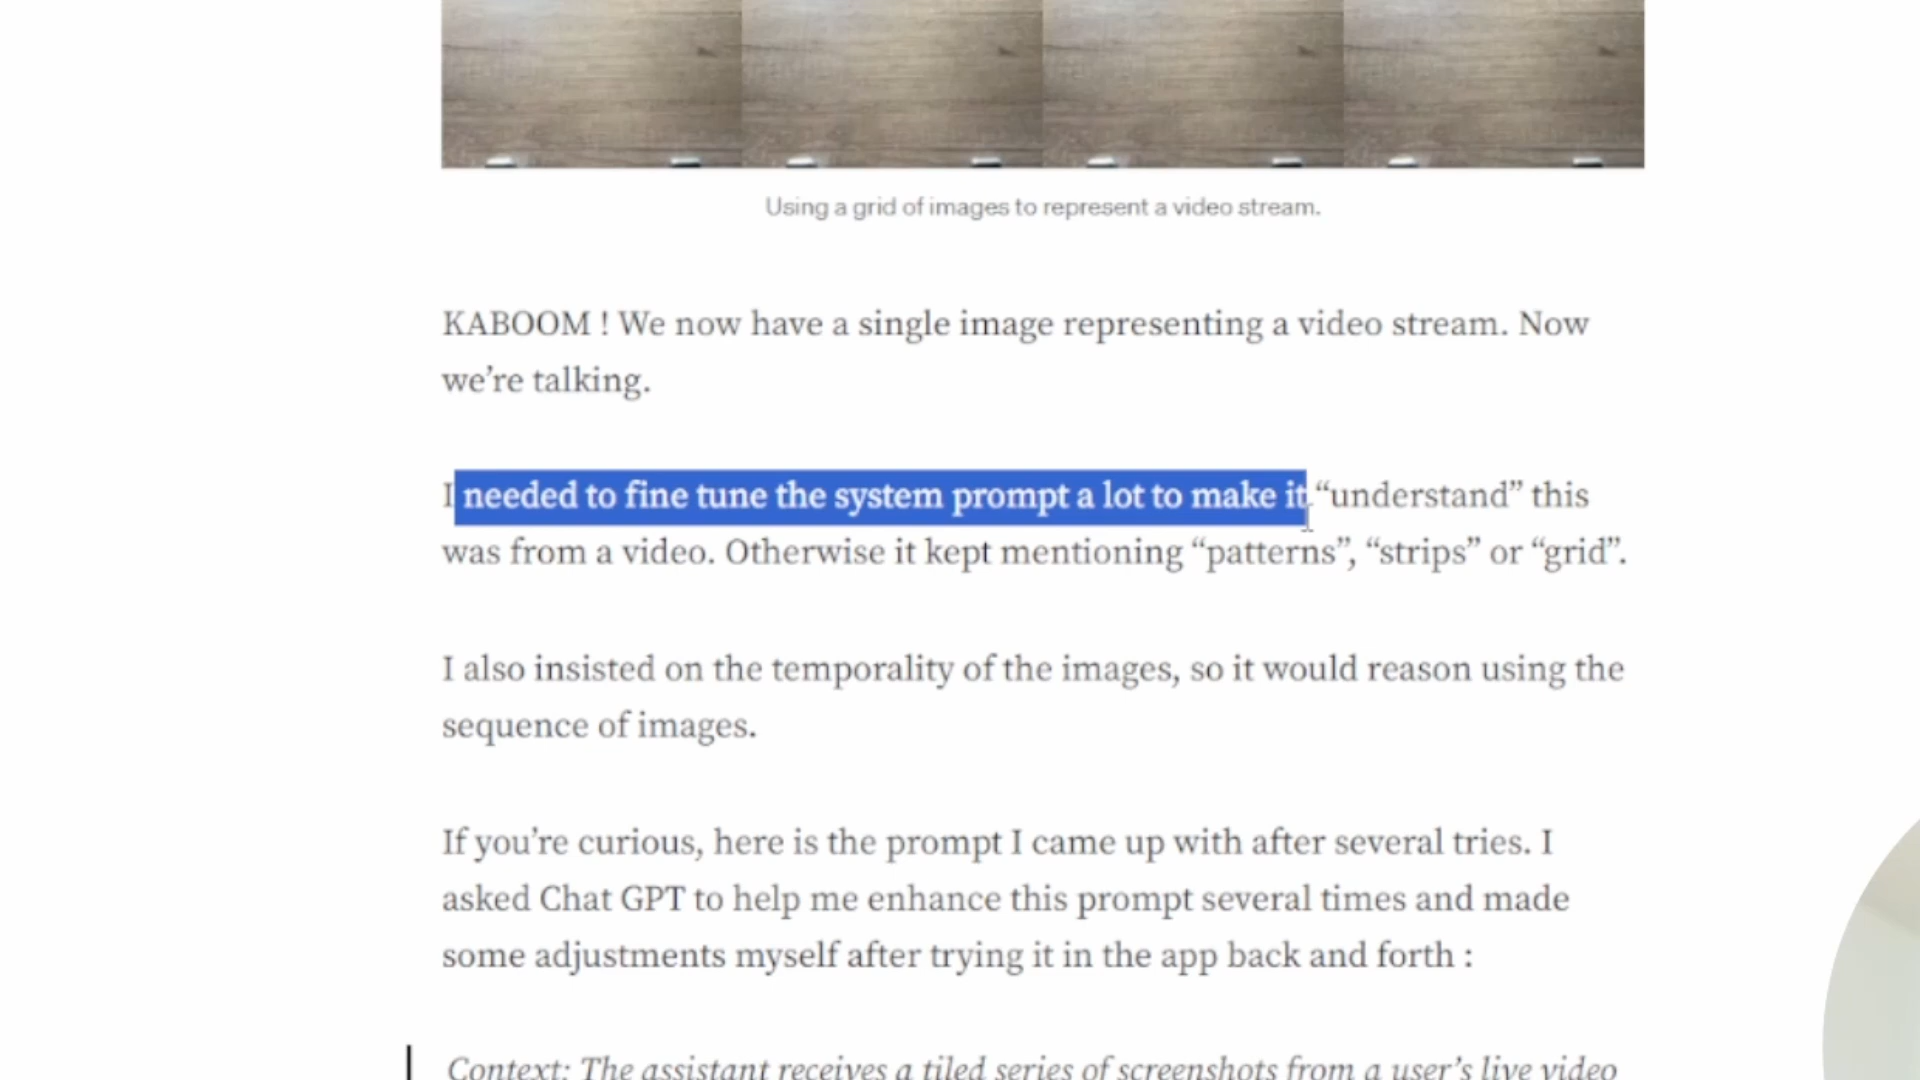 Using a grid of images to represent a video stream.
KABOOM ! We now have a single image representing a video stream. Now
we’re talking.
I needed to fine tune the system prompt a lot to make it “understand” this
was from a video. Otherwise it kept mentioning “patterns”, “strips” or “grid”.
I also insisted on the temporality of the images, so it would reason using the
sequence of images.
If you’re curious, here is the prompt I came up with after several tries. I
asked Chat GPT to help me enhance this prompt several times and made
some adjustments myself after trying it in the app back and forth :
Context: The assistant receives a tiled series of screenshots from a user’s live video